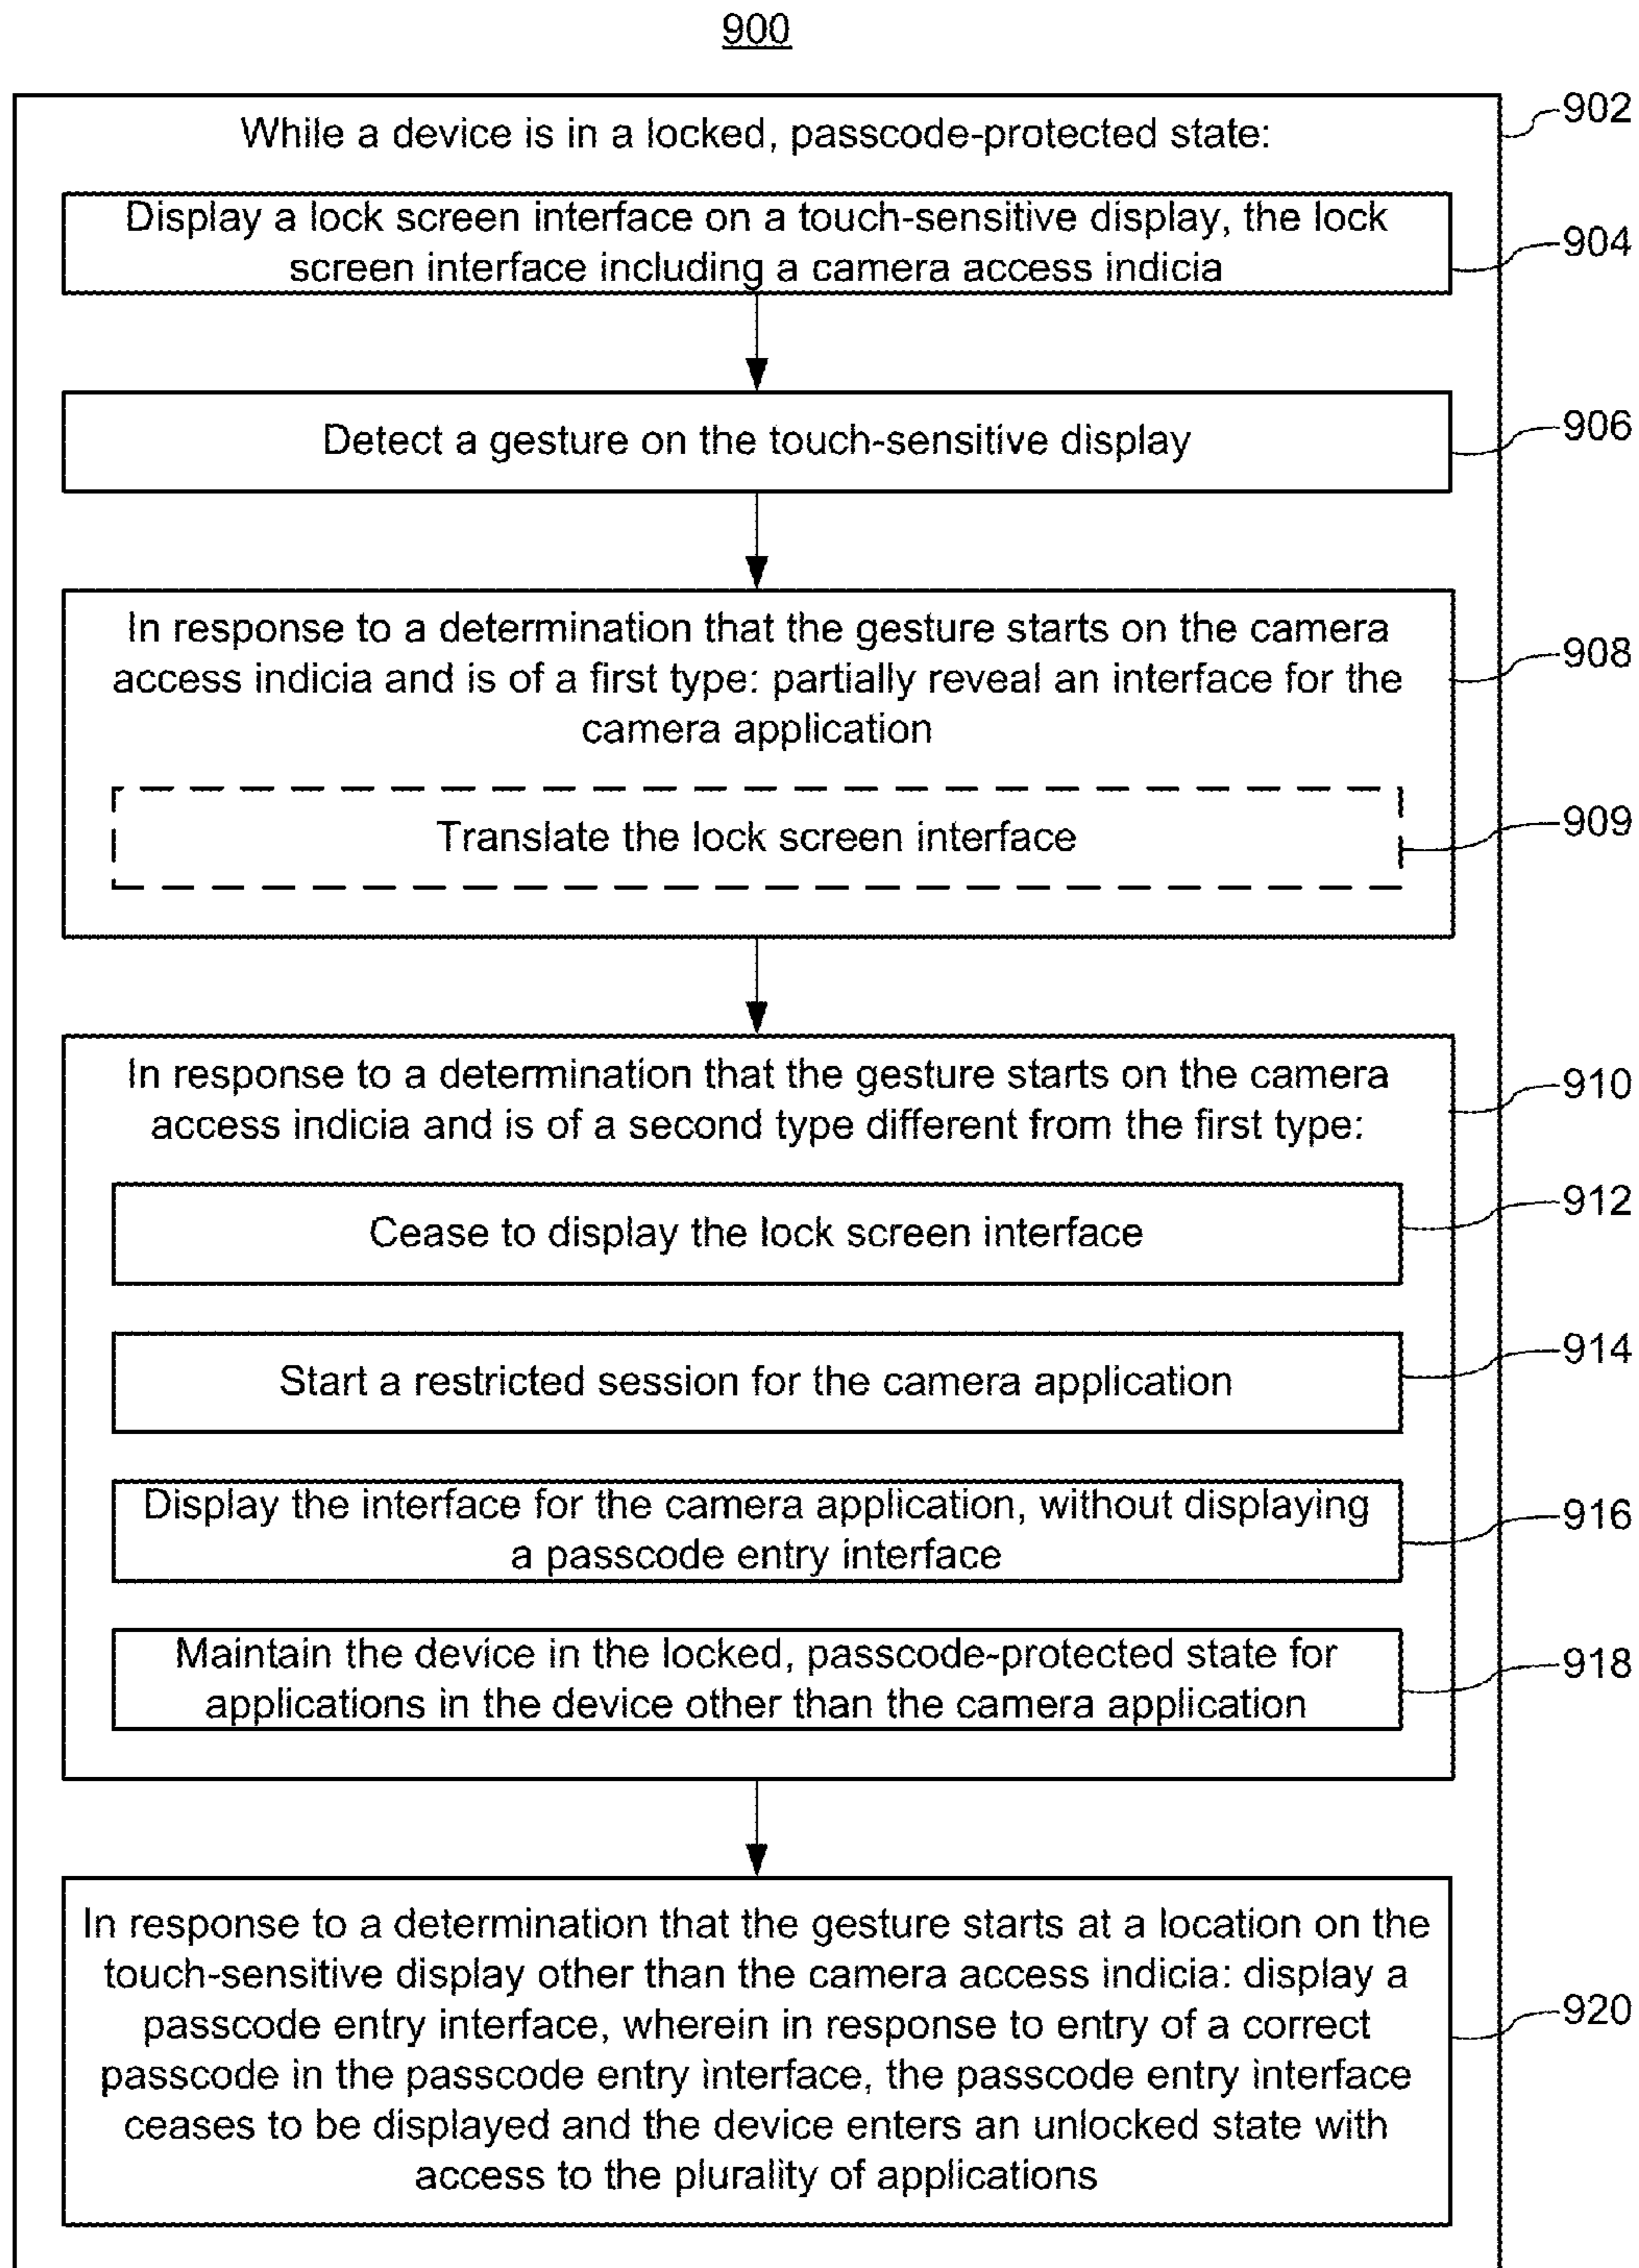 900
While a device is in a locked, passcode-protected state:
902
Display a lock screen interface on a touch-sensitive display, the lock
screen interface including a camera access indicia
904
Detect a gesture on the touch-sensitive display
906
In response to a determination that the gesture starts on the camera
access indicia and is of a first type: partially reveal an interface for the
camera application
908
Translate the lock screen interface
909
In response to a determination that the gesture starts on the camera
access indicia and is of a second type different from the first type:
910
Cease to display the lock screen interface
912
Start a restricted session for the camera application
914
Display the interface for the camera application, without displaying
a passcode entry interface
916
Maintain the device in the locked, passcode-protected state for
applications in the device other than the camera application
918
In response to a determination that the gesture starts at a location on the
touch-sensitive display other than the camera access indicia: display a
passcode entry interface, wherein in response to entry of a correct
passcode in the passcode entry interface, the passcode entry interface
ceases to be displayed and the device enters an unlocked state with
access to the plurality of applications
920